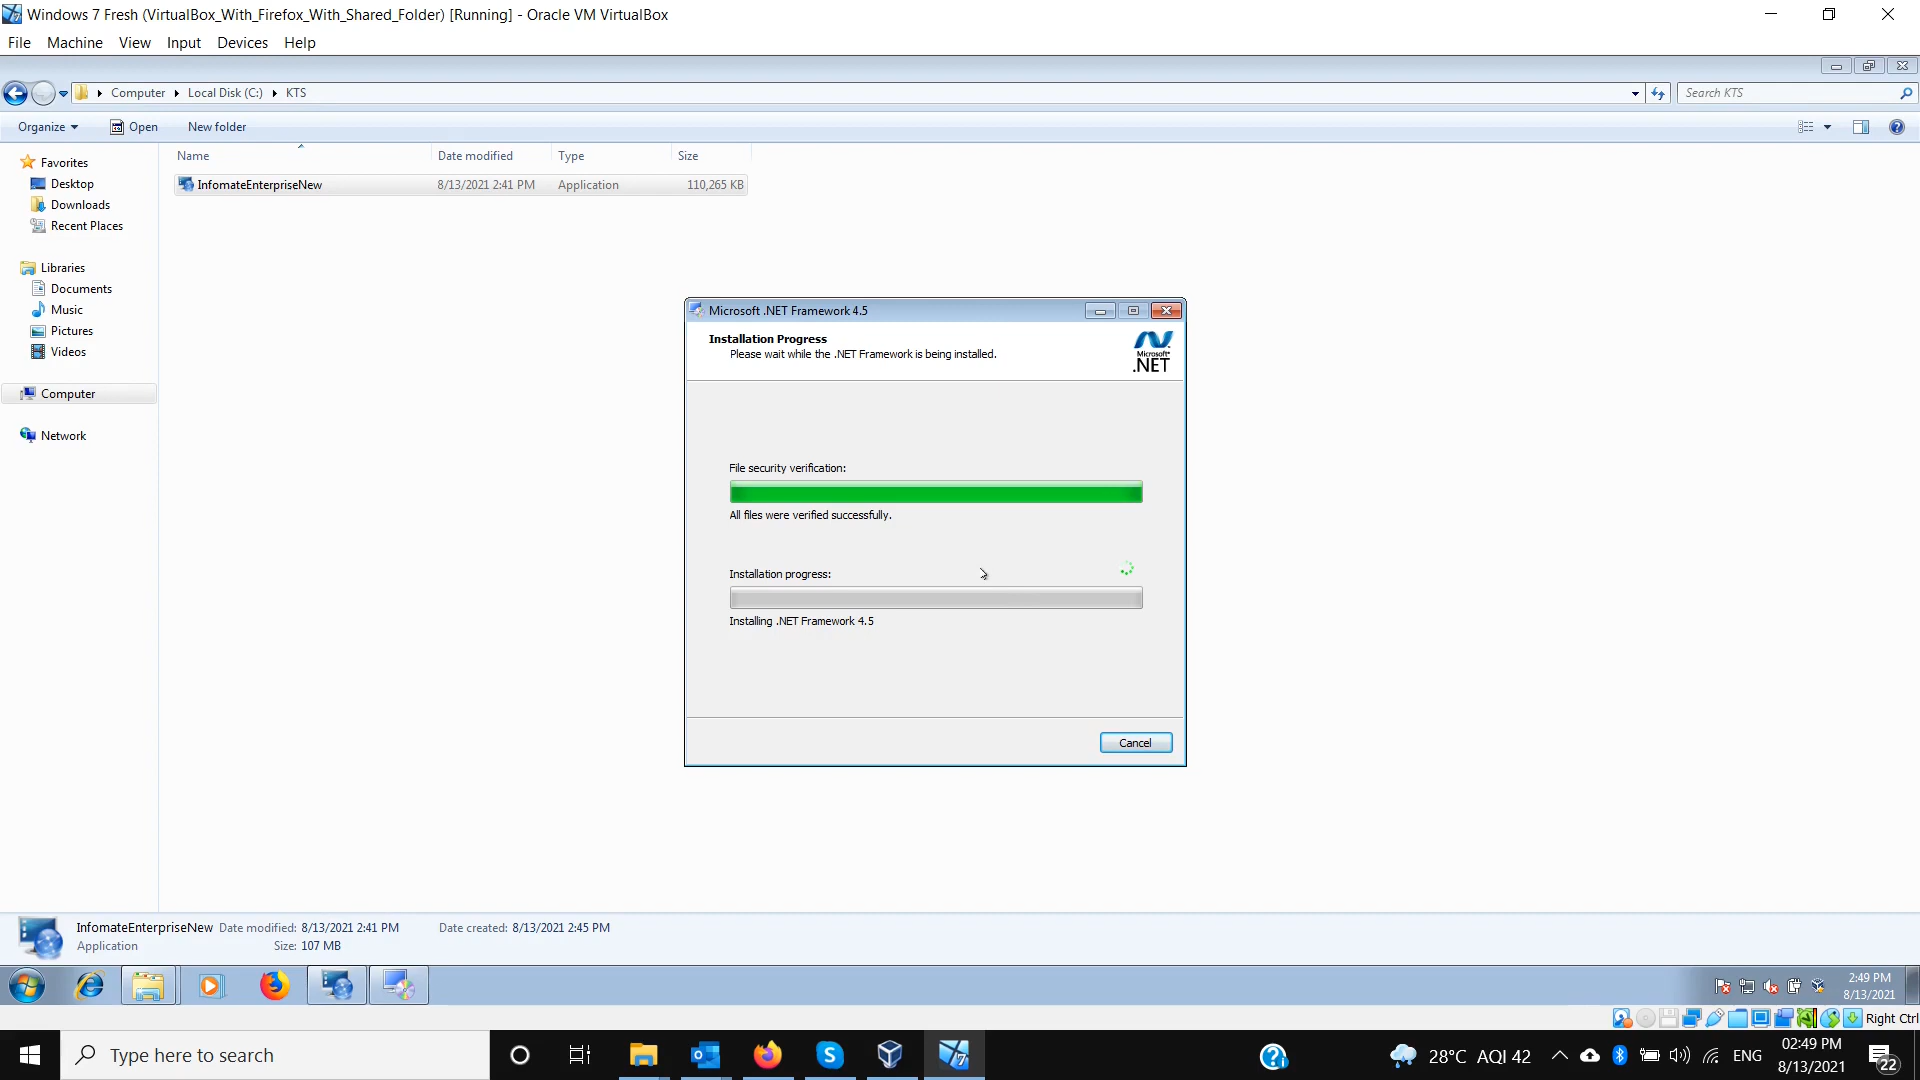 Windows 7 Fresh (VirtualBox_With_Firefox_With_Shared_Folder) [Running] - Oracle VM VirtualBox
File Machine View Input Devices Help
Computer Local Disk (C:) KTS
Search KTS
Organize Open New folder
Name Date modified Type Size
InfomateEnterpriseNew 8/13/2021 2:41 PM Application 110,265 KB
Favorites
Desktop
Downloads
Recent Places
Libraries
Documents
Music
Pictures
Videos
Computer
Network
Microsoft .NET Framework 4.5
Installation Progress
Please wait while the .NET Framework is being installed.
Microsoft
.NET
File security verification:
All files were verified successfully.
Installation progress:
Installing .NET Framework 4.5
Cancel
InfomateEnterpriseNew Date modified: 8/13/2021 2:41 PM Date created: 8/13/2021 2:45 PM
Application Size: 107 MB
2:49 PM
8/13/2021
Right Ctrl
Type here to search
28°C AQI 42
ENG
02:49 PM
8/13/2021
22